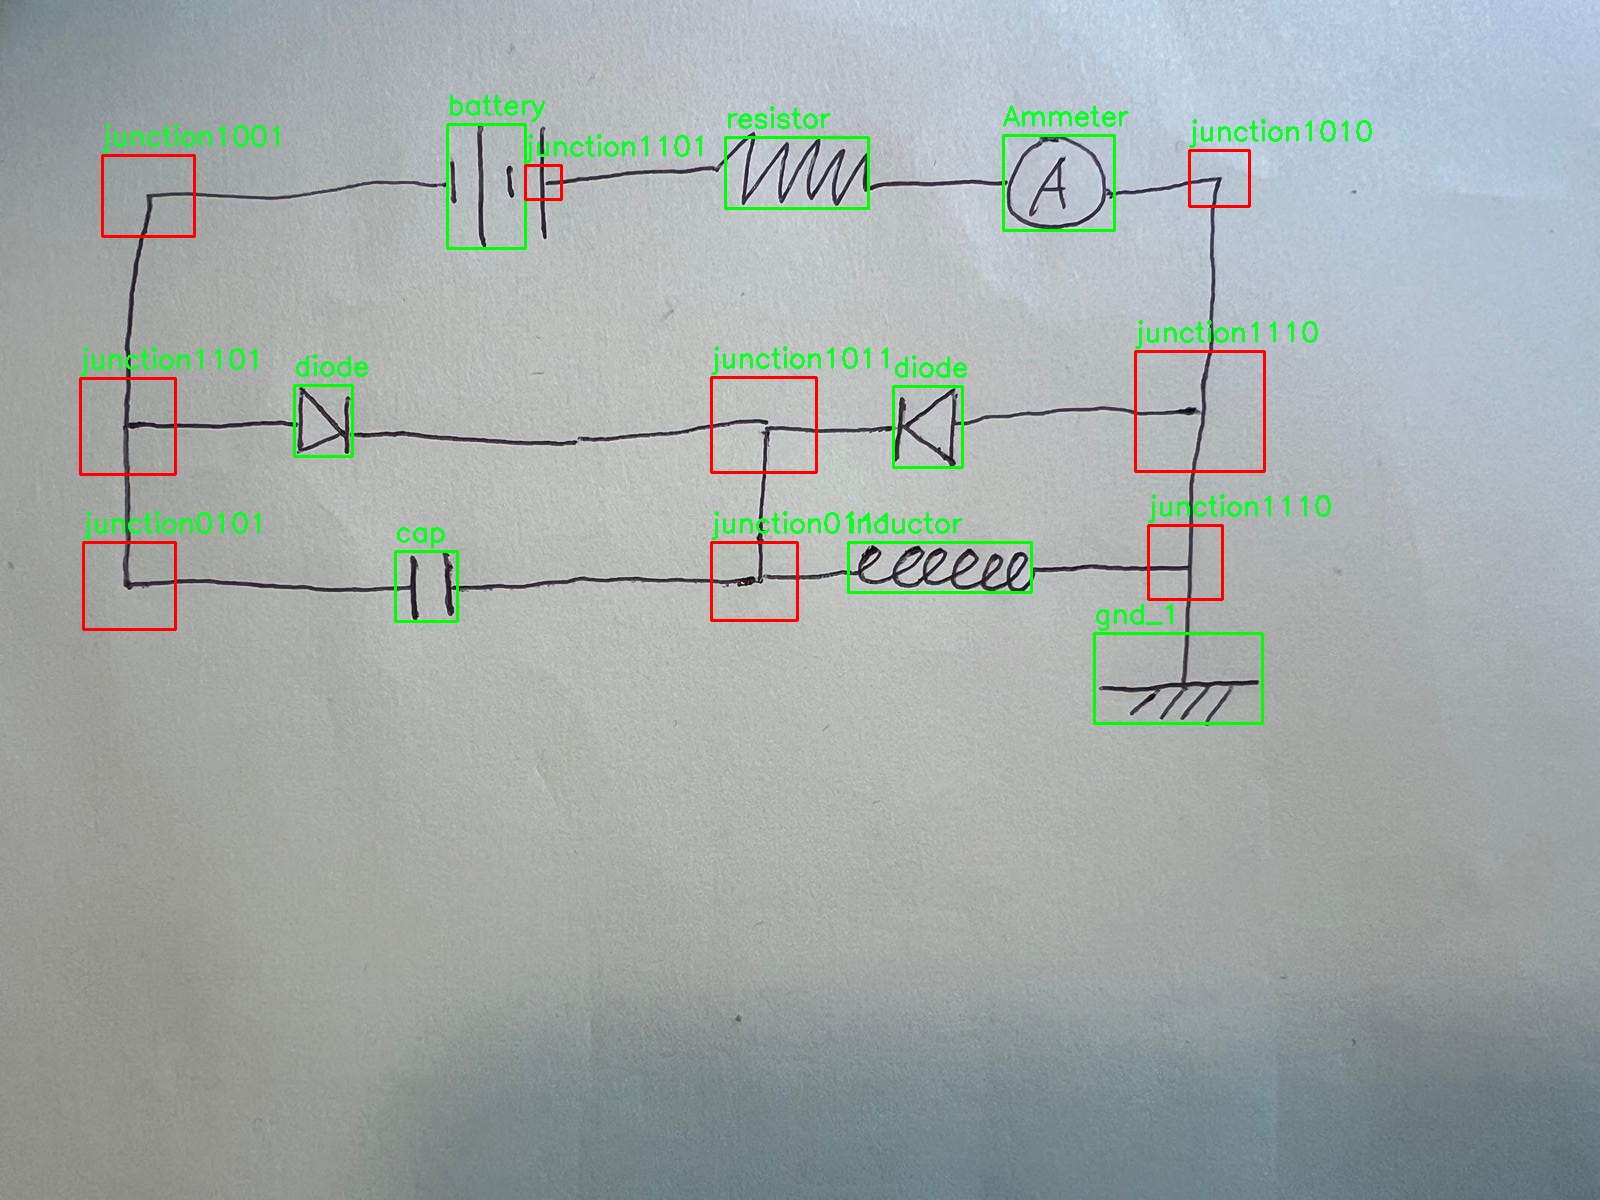 battery
resistor
Ammeter
junction1001
junction1101
junction1010
A
junction1110
junction1101
diode
junction1011
diode
junction0101
cap
junction0111
inductor
junction1110
gnd_1